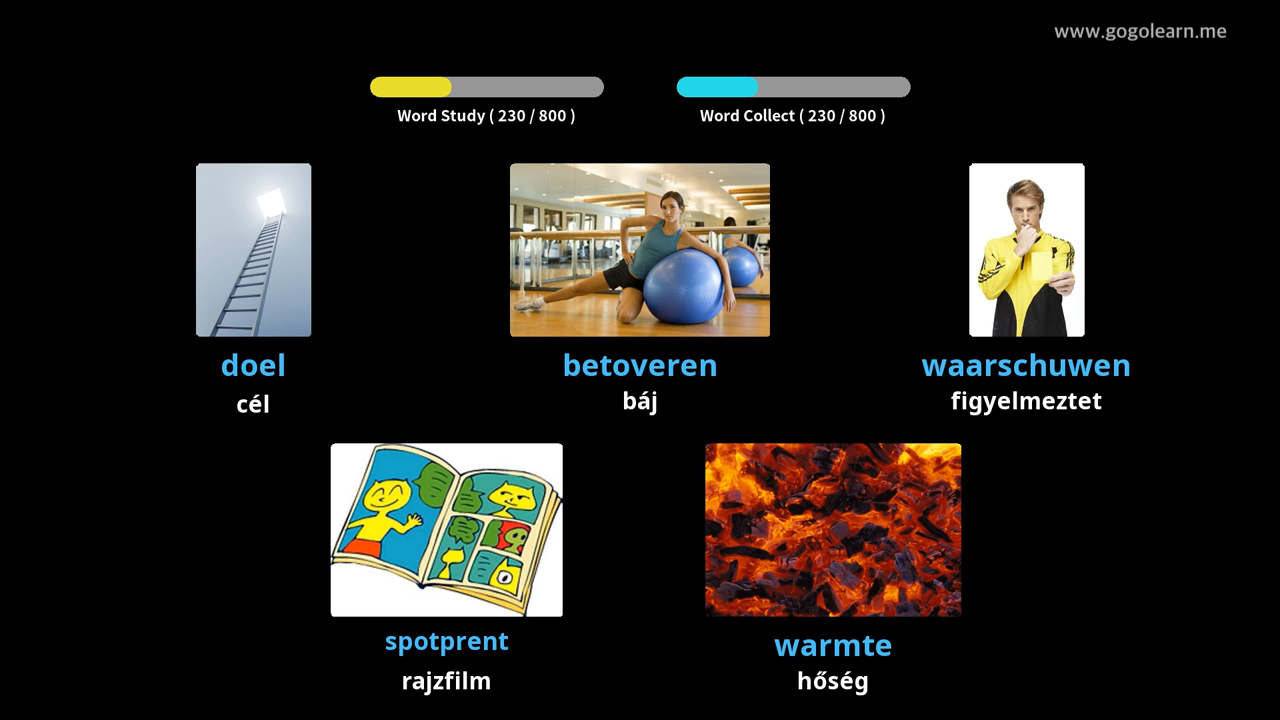 www.gogolearn.me
Word Study ( 230 / 800 )
Word Collect ( 230 / 800 )
doel
cél
betoveren
báj
waarschuwen
figyelmeztet
spotprent
rajzfilm
warmte
hőség